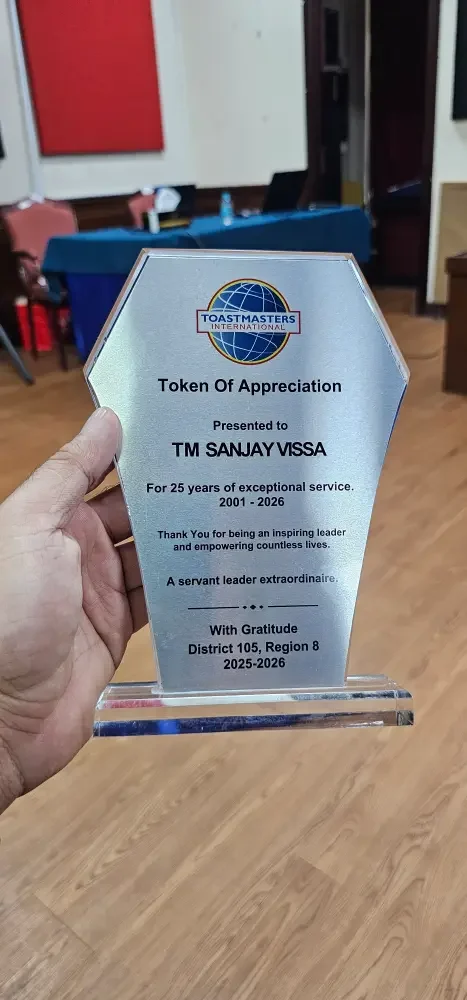 TOASTMASTERS
INTERNATIONAL
Token Of Appreciation
Presented to
TM SANJAY VISSA
For 25 years of exceptional service.
2001 - 2026
Thank You for being an inspiring leader
and empowering countless lives.
A servant leader extraordinaire.
With Gratitude
District 105, Region 8
2025-2026